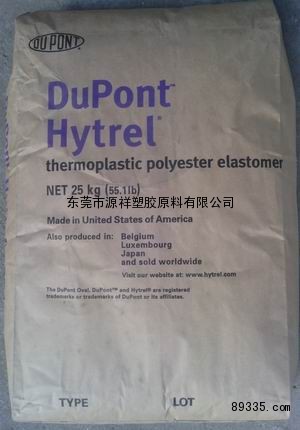 DU PONT
DuPont™
Hytrel®
thermoplastic polyester elastomer
NET 25 kg (55.1lb)
东莞市源祥塑胶原料有限公司
Made in United States of America
Also produced in: Belgium
Luxembourg
Japan
and sold worldwide
Visit our website at: www.hytrel.com
The DuPont Oval, DuPont™ and Hytrel® are registered
trademarks or trademarks of DuPont or its affiliates.
TYPE LOT
89335.com